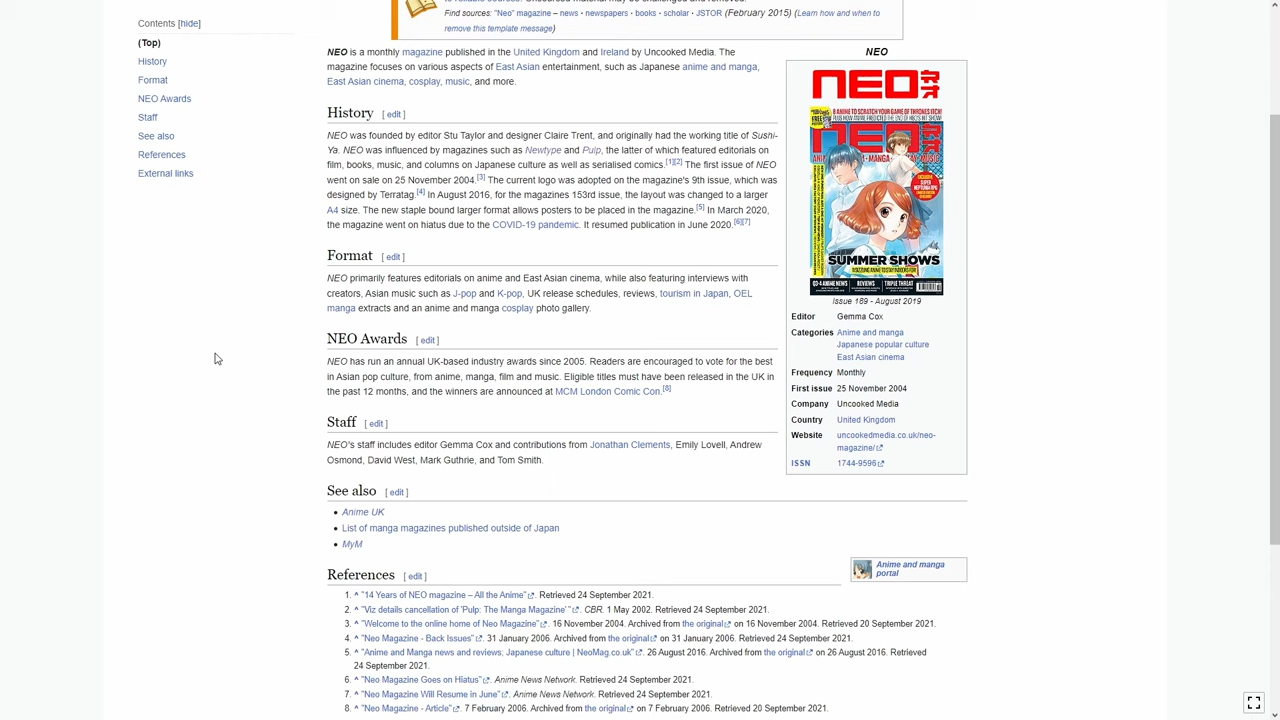 Contents [hide]
(Top)
History
Format
NEO Awards
Staff
See also
References
External links
Find sources: "Neo" magazine – news · newspapers · books · scholar · JSTOR (February 2015) (Learn how and when to
remove this template message)
NEO is a monthly magazine published in the United Kingdom and Ireland by Uncooked Media. The
magazine focuses on various aspects of East Asian entertainment, such as Japanese anime and manga,
East Asian cinema, cosplay, music, and more.
History [ edit ]
NEO was founded by editor Stu Taylor and designer Claire Trent, and originally had the working title of Sushi-
Ya. NEO was influenced by magazines such as Newtype and Pulp, the latter of which featured editorials on
film, books, music, and columns on Japanese culture as well as serialised comics.[1][2] The first issue of NEO
went on sale on 25 November 2004.[3] The current logo was adopted on the magazine's 9th issue, which was
designed by Terratag.[4] In August 2016, for the magazines 153rd issue, the layout was changed to a larger
A4 size. The new staple bound larger format allows posters to be placed in the magazine.[5] In March 2020,
the magazine went on hiatus due to the COVID-19 pandemic. It resumed publication in June 2020.[6][7]
Format [ edit ]
NEO primarily features editorials on anime and East Asian cinema, while also featuring interviews with
creators, Asian music such as J-pop and K-pop, UK release schedules, reviews, tourism in Japan, OEL
manga extracts and an anime and manga cosplay photo gallery.
NEO Awards [ edit ]
NEO has run an annual UK-based industry awards since 2005. Readers are encouraged to vote for the best
in Asian pop culture, from anime, manga, film and music. Eligible titles must have been released in the UK in
the past 12 months, and the winners are announced at MCM London Comic Con.[8]
Staff [ edit ]
NEO's staff includes editor Gemma Cox and contributions from Jonathan Clements, Emily Lovell, Andrew
Osmond, David West, Mark Guthrie, and Tom Smith.
See also [ edit ]
Anime UK
List of manga magazines published outside of Japan
MyM
References [ edit ]
1. ^ "14 Years of NEO magazine – All the Anime". Retrieved 24 September 2021.
2. ^ "Viz details cancellation of 'Pulp: The Manga Magazine' ". CBR. 1 May 2002. Retrieved 24 September 2021.
3. ^ "Welcome to the online home of Neo Magazine". 16 November 2004. Archived from the original on 16 November 2004. Retrieved 20 September 2021.
4. ^ "Neo Magazine - Back Issues". 31 January 2006. Archived from the original on 31 January 2006. Retrieved 24 September 2021.
5. ^ "Anime and Manga news and reviews; Japanese culture | NeoMag.co.uk". 26 August 2016. Archived from the original on 26 August 2016. Retrieved
24 September 2021.
6. ^ "Neo Magazine Goes on Hiatus". Anime News Network. Retrieved 24 September 2021.
7. ^ "Neo Magazine Will Resume in June". Anime News Network. Retrieved 24 September 2021.
8. ^ "Neo Magazine - Article". 7 February 2006. Archived from the original on 7 February 2006. Retrieved 20 September 2021.
NEO
NEO ネオ
NEO
SUMMER SHOWS
REVIEWS
TRIPLE THREAT
Issue 189 - August 2019
Editor Gemma Cox
Categories Anime and manga
Japanese popular culture
East Asian cinema
Frequency Monthly
First issue 25 November 2004
Company Uncooked Media
Country United Kingdom
Website uncookedmedia.co.uk/neo-
magazine/
ISSN 1744-9596
Anime and manga
portal